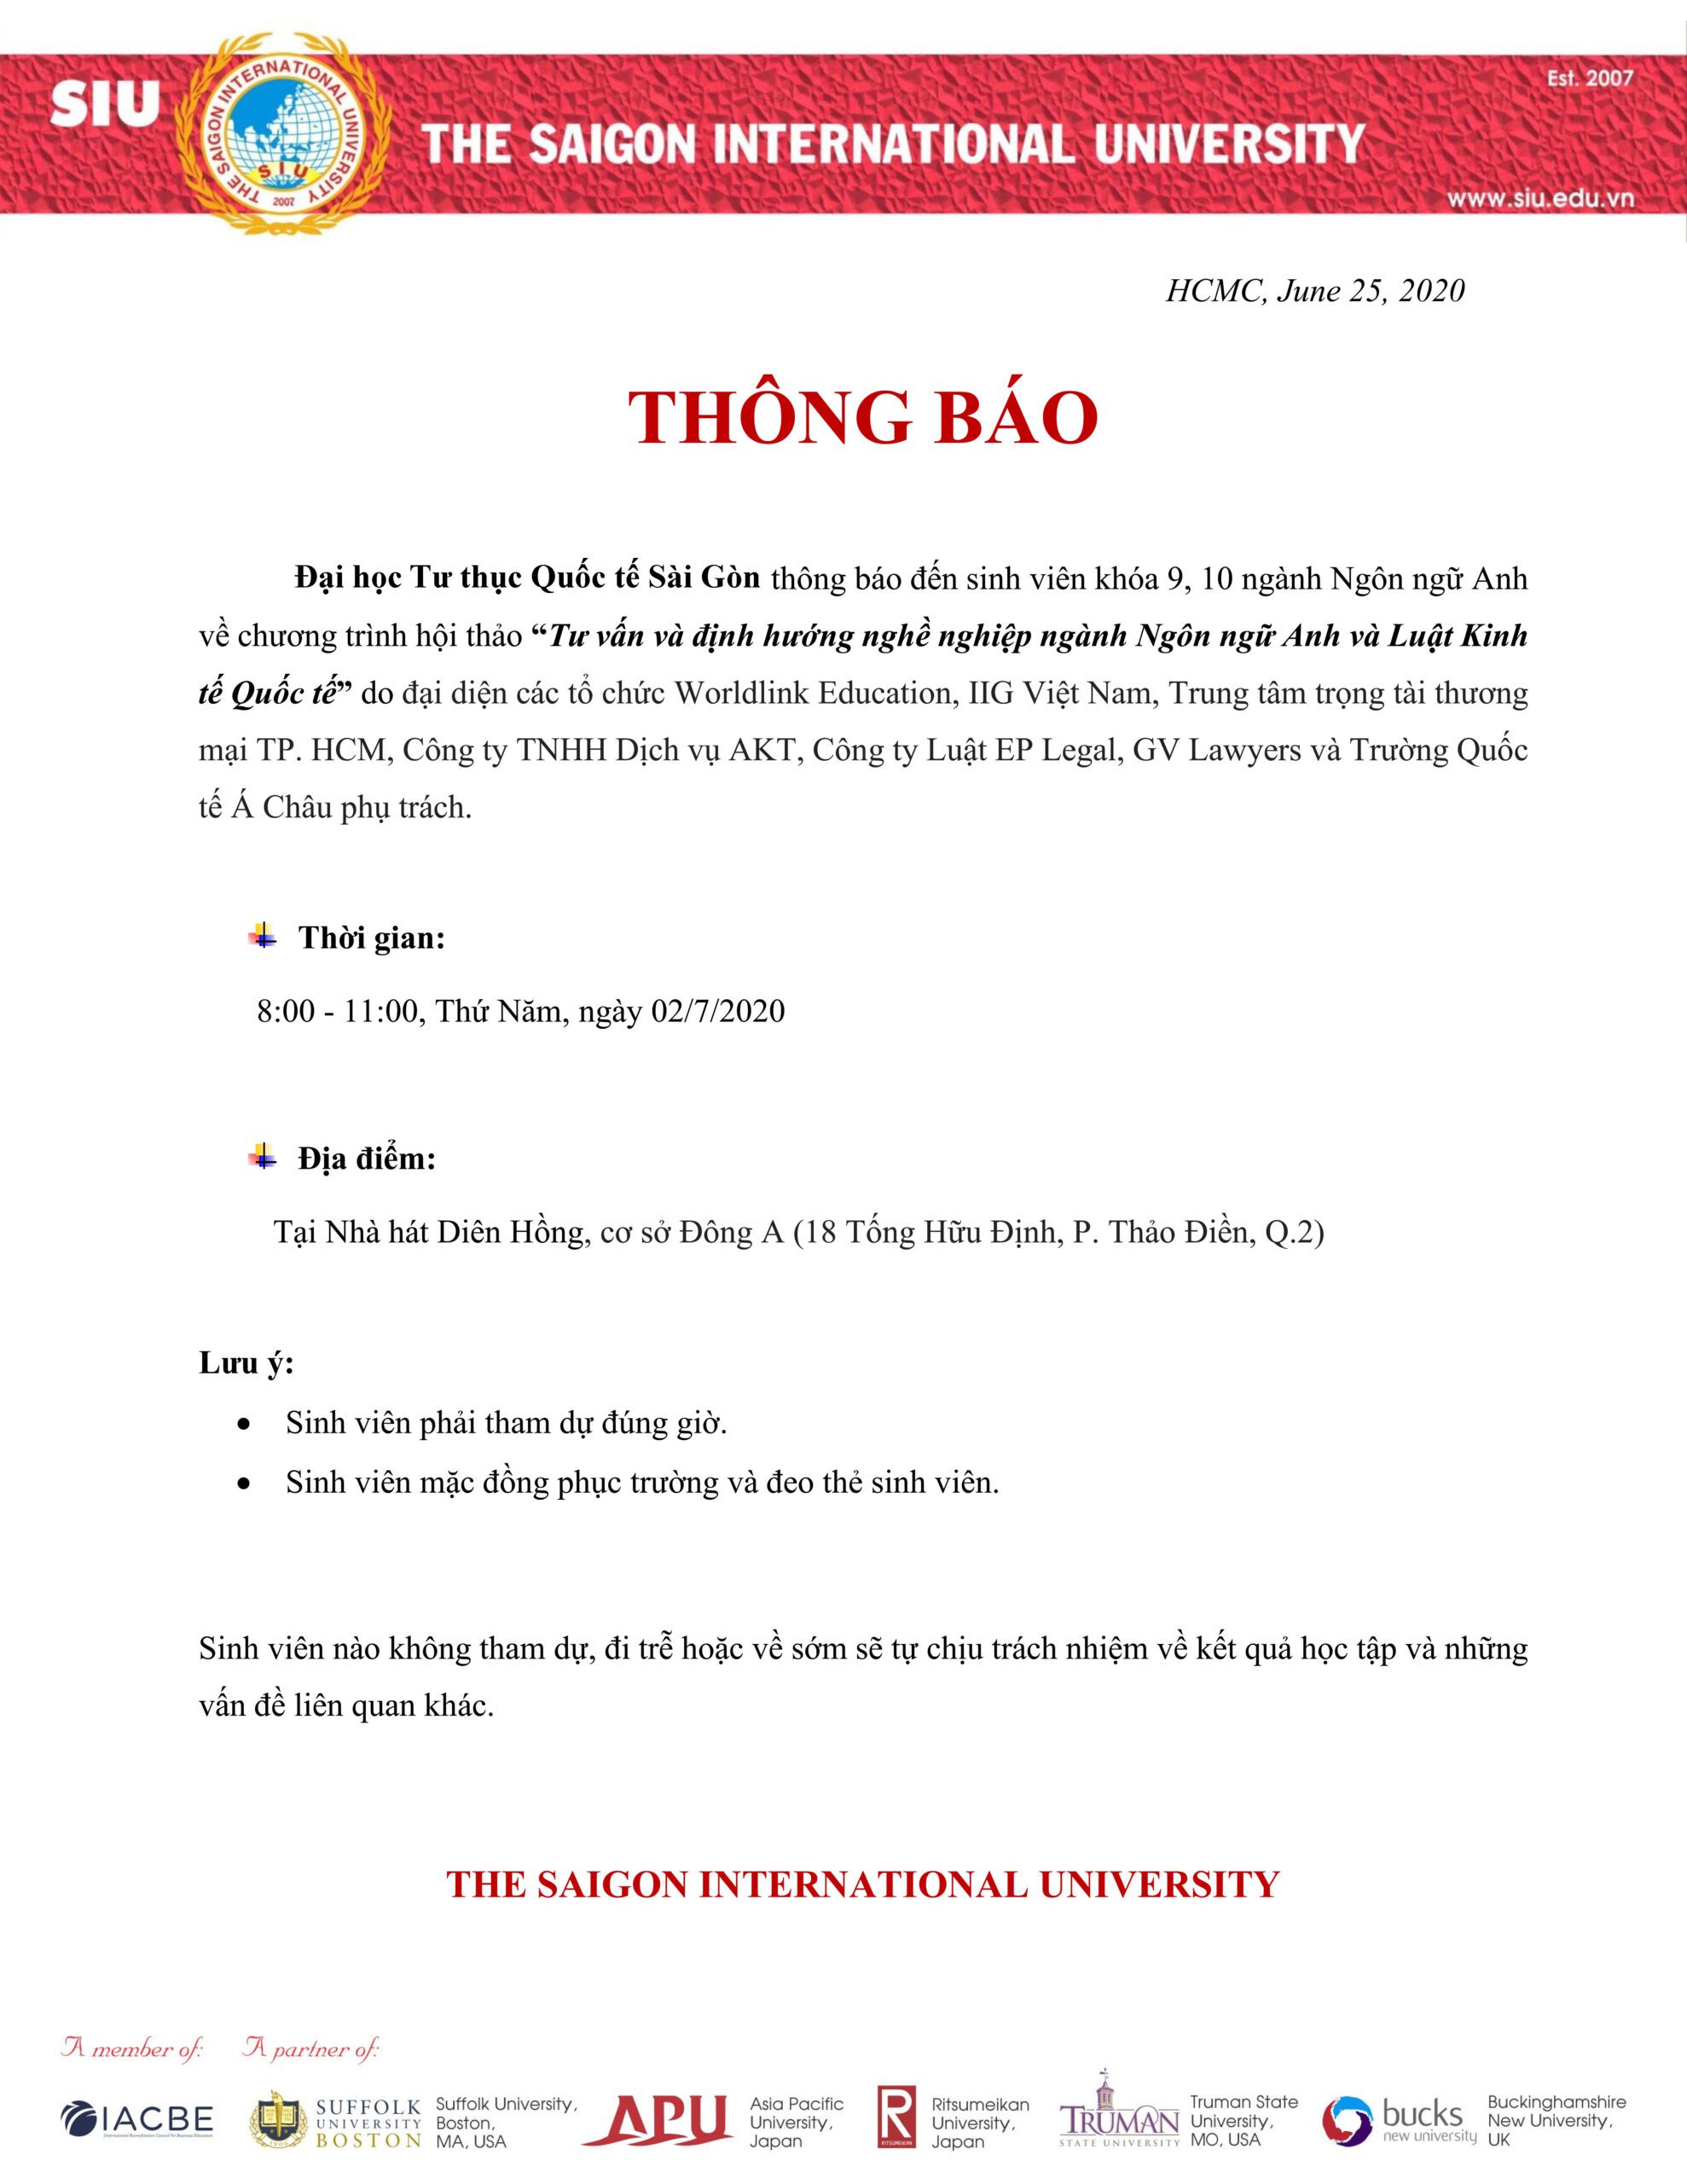 SIU
THE SAIGON INTERNATIONAL UNIVERSITY
SIU
2007
Est. 2007
THE SAIGON INTERNATIONAL UNIVERSITY
www.siu.edu.vn
HCMC, June 25, 2020
THÔNG BÁO
Đại học Tư thục Quốc tế Sài Gòn thông báo đến sinh viên khóa 9, 10 ngành Ngôn ngữ Anh
về chương trình hội thảo “Tư vấn và định hướng nghề nghiệp ngành Ngôn ngữ Anh và Luật Kinh
tế Quốc tế” do đại diện các tổ chức Worldlink Education, IIG Việt Nam, Trung tâm trọng tài thương
mại TP. HCM, Công ty TNHH Dịch vụ AKT, Công ty Luật EP Legal, GV Lawyers và Trường Quốc
tế Á Châu phụ trách.
Thời gian:
8:00 - 11:00, Thứ Năm, ngày 02/7/2020
Địa điểm:
Tại Nhà hát Diên Hồng, cơ sở Đông A (18 Tống Hữu Định, P. Thảo Điền, Q.2)
Lưu ý:
• Sinh viên phải tham dự đúng giờ.
• Sinh viên mặc đồng phục trường và đeo thẻ sinh viên.
Sinh viên nào không tham dự, đi trễ hoặc về sớm sẽ tự chịu trách nhiệm về kết quả học tập và những
vấn đề liên quan khác.
THE SAIGON INTERNATIONAL UNIVERSITY
A member of: A partner of:
IACBE
SUFFOLK
UNIVERSITY
BOSTON
Suffolk University,
Boston,
MA, USA
APU
Asia Pacific
University,
Japan
R
RITSUMEIKAN
Ritsumeikan
University,
Japan
TRUMAN
STATE UNIVERSITY
Truman State
University,
MO, USA
bucks
new university
Buckinghamshire
New University,
UK